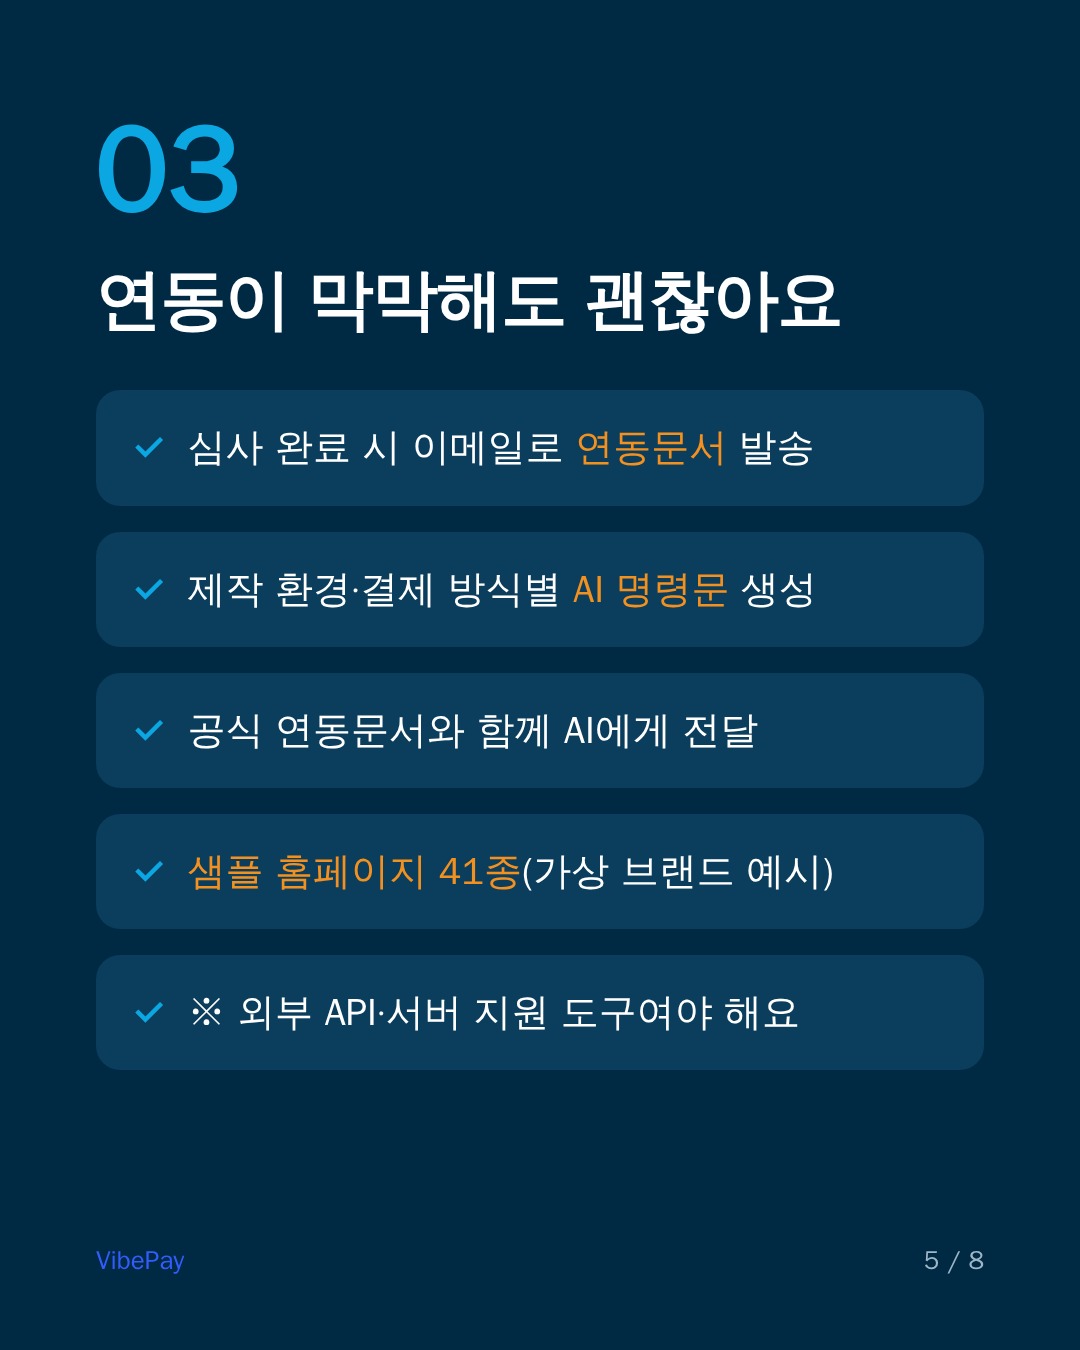 03
연동이 막막해도 괜찮아요
심사 완료 시 이메일로 연동문서 발송
제작 환경·결제 방식별 AI 명령문 생성
공식 연동문서와 함께 AI에게 전달
샘플 홈페이지 41종(가상 브랜드 예시)
※ 외부 API·서버 지원 도구여야 해요
VibePay
5 / 8